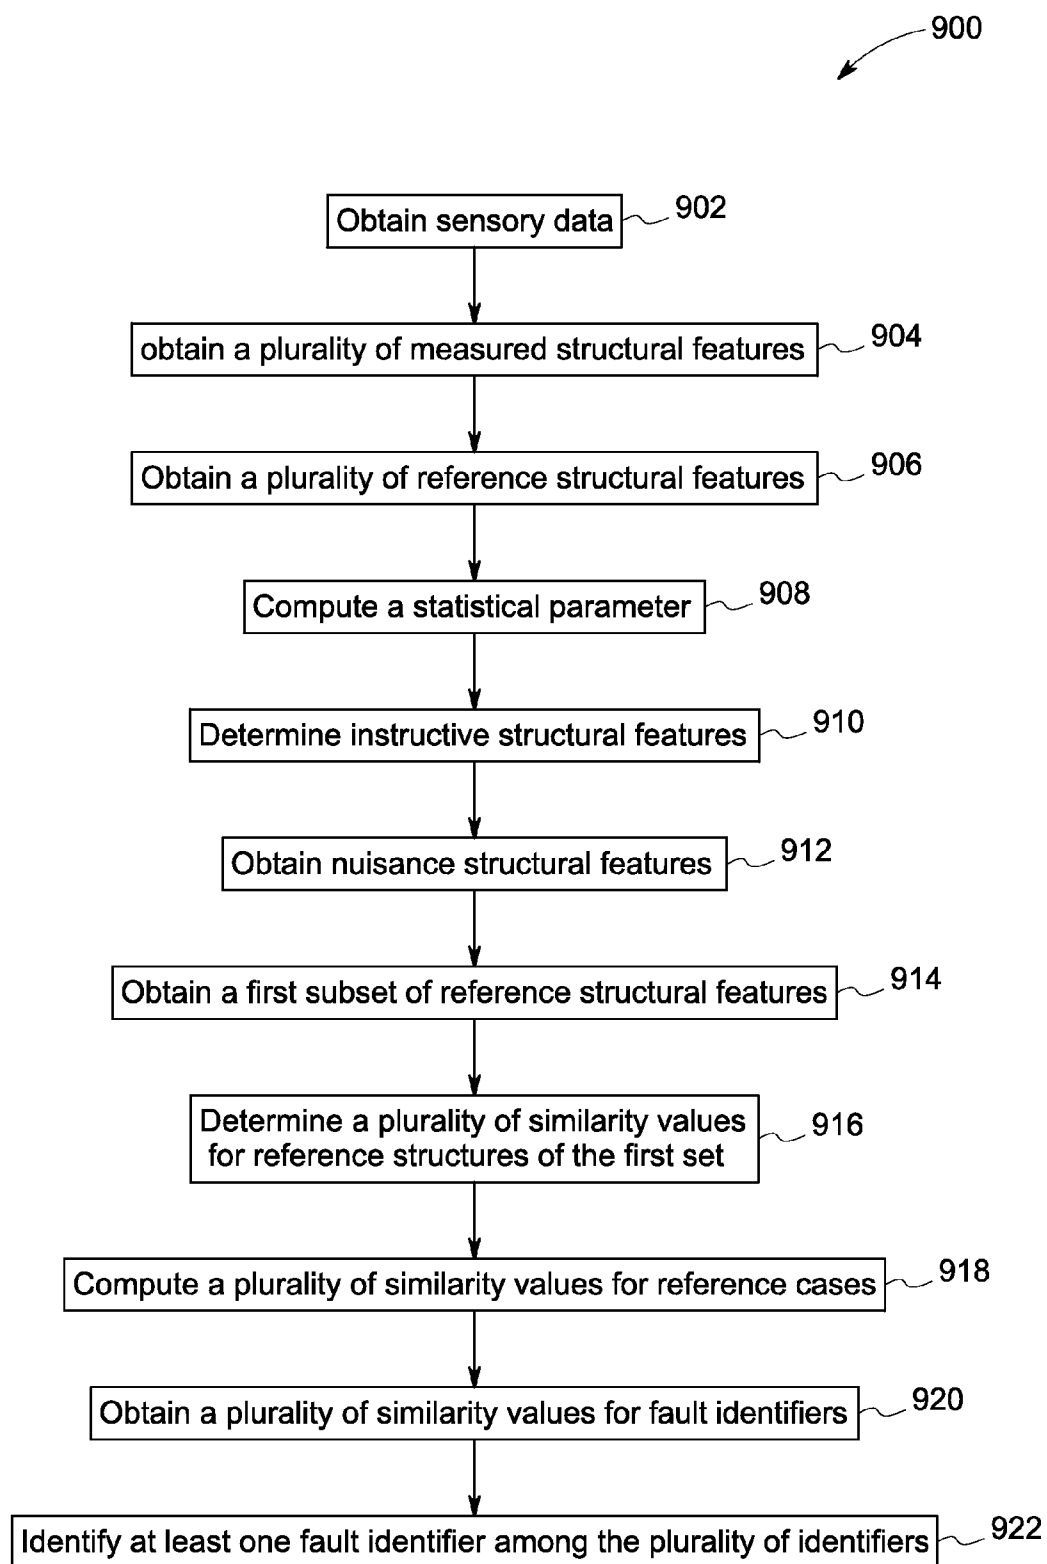 900
Obtain sensory data 902
obtain a plurality of measured structural features 904
Obtain a plurality of reference structural features 906
Compute a statistical parameter 908
Determine instructive structural features 910
Obtain nuisance structural features 912
Obtain a first subset of reference structural features 914
Determine a plurality of similarity values
for reference structures of the first set 916
Compute a plurality of similarity values for reference cases 918
Obtain a plurality of similarity values for fault identifiers 920
Identify at least one fault identifier among the plurality of identifiers 922